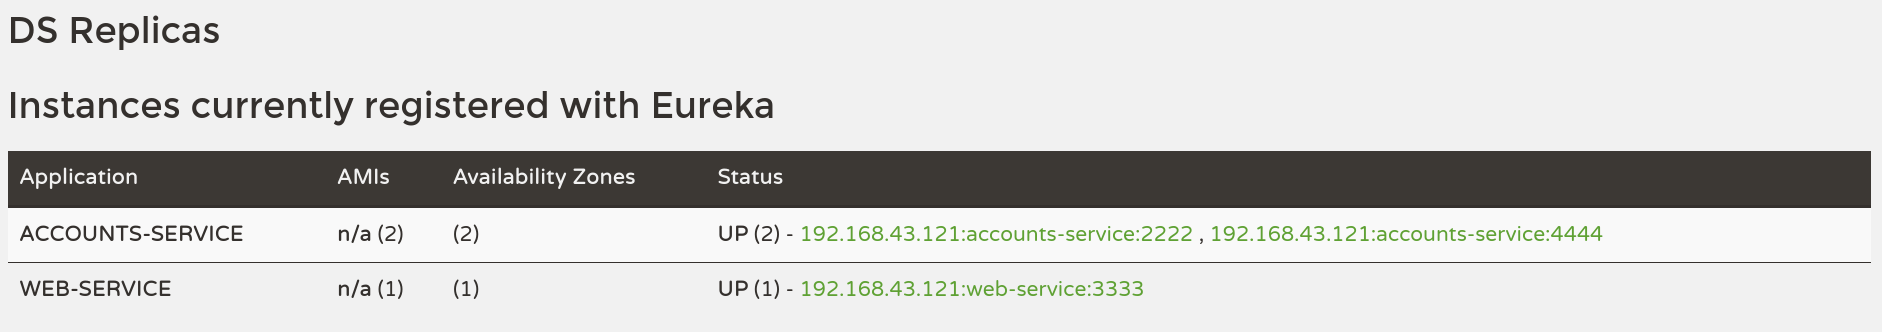 DS Replicas
Instances currently registered with Eureka
Application AMIs Availability Zones Status
ACCOUNTS-SERVICE n/a (2) (2) UP (2) - 192.168.43.121:accounts-service:2222 , 192.168.43.121:accounts-service:4444
WEB-SERVICE n/a (1) (1) UP (1) - 192.168.43.121:web-service:3333